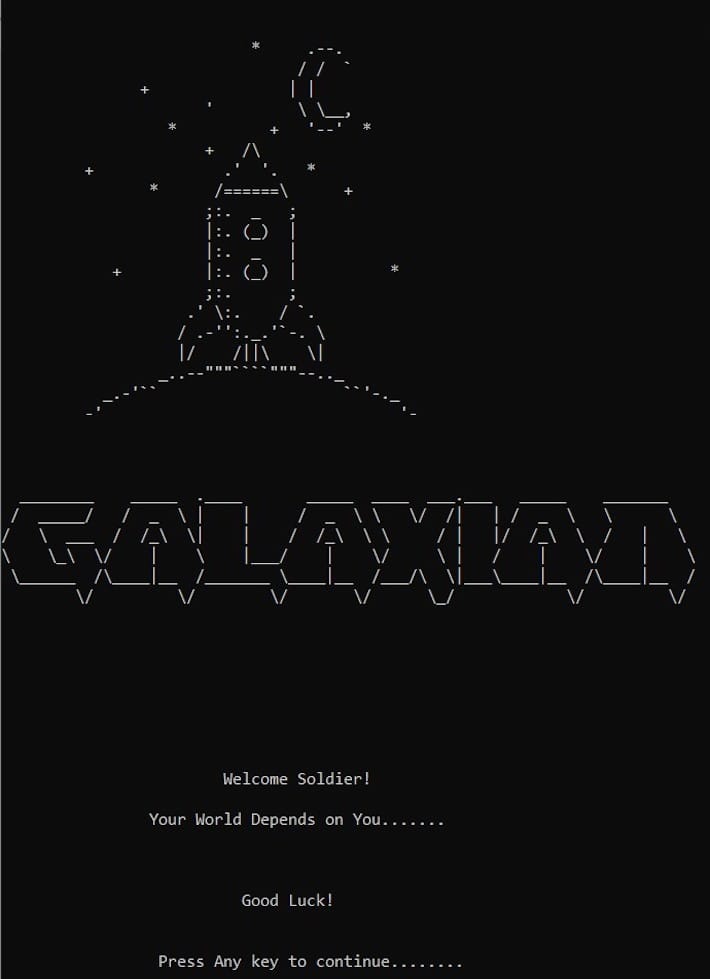 GALAXIAN
Welcome Soldier!
Your World Depends on You.......
Good Luck!
Press Any key to continue........